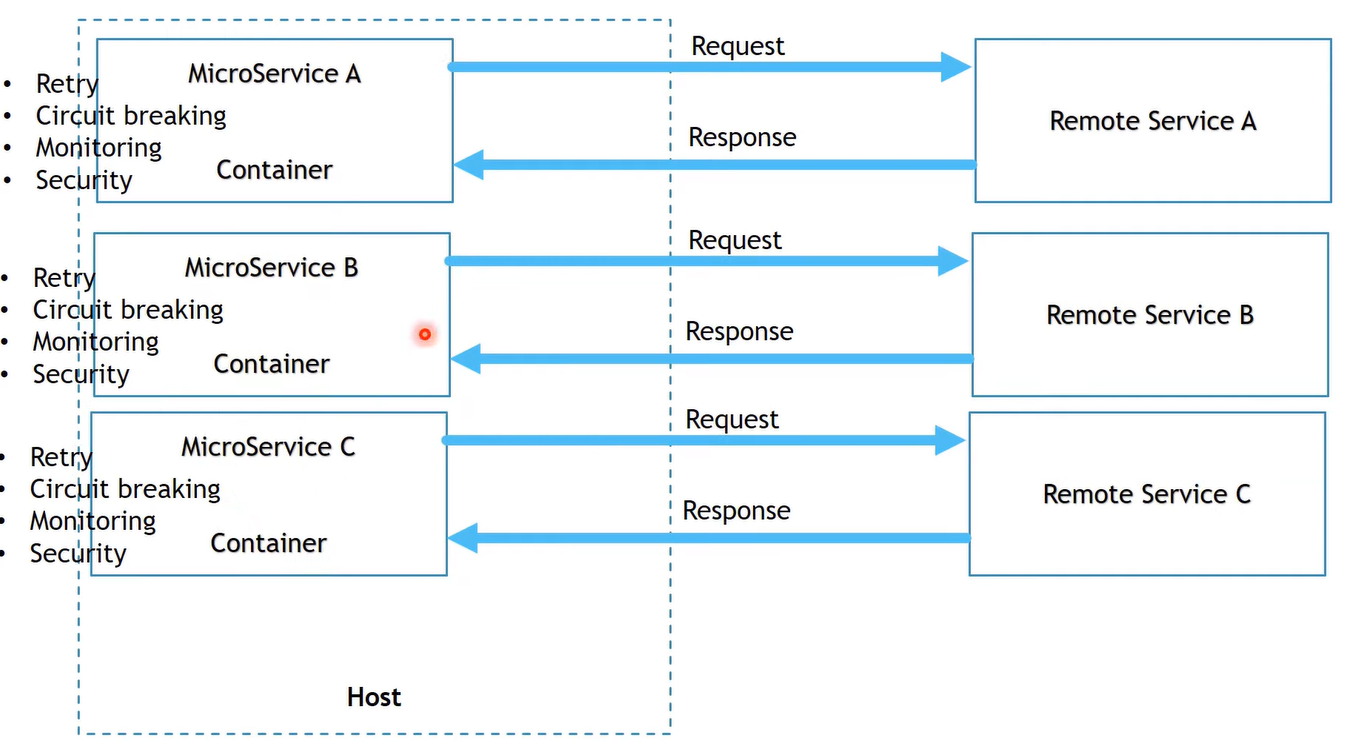 Request
MicroService A
• Retry
• Circuit breaking
Remote Service A
Response
• Monitoring
Container
• Security
Request
MicroService B
• Retry
• Circuit breaking
Remote Service B
Response
• Monitoring
Container
• Security
Request
MicroService C
• Retry
• Circuit breaking
Remote Service C
Response
• Monitoring
Container
• Security
Host